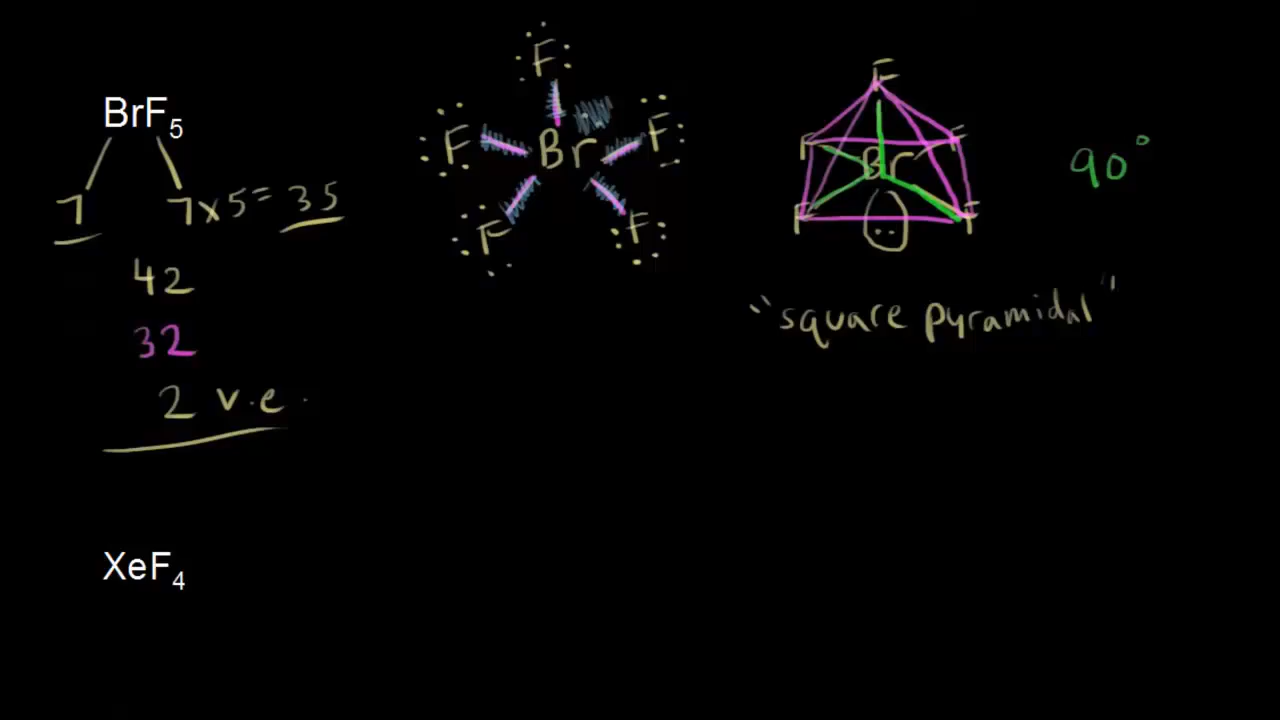 BrF₅
7 7x5=35
42
32
2 v.e.
F
F Br F
F F
F
F Br F
F F
90°
"square pyramidal"
XeF₄